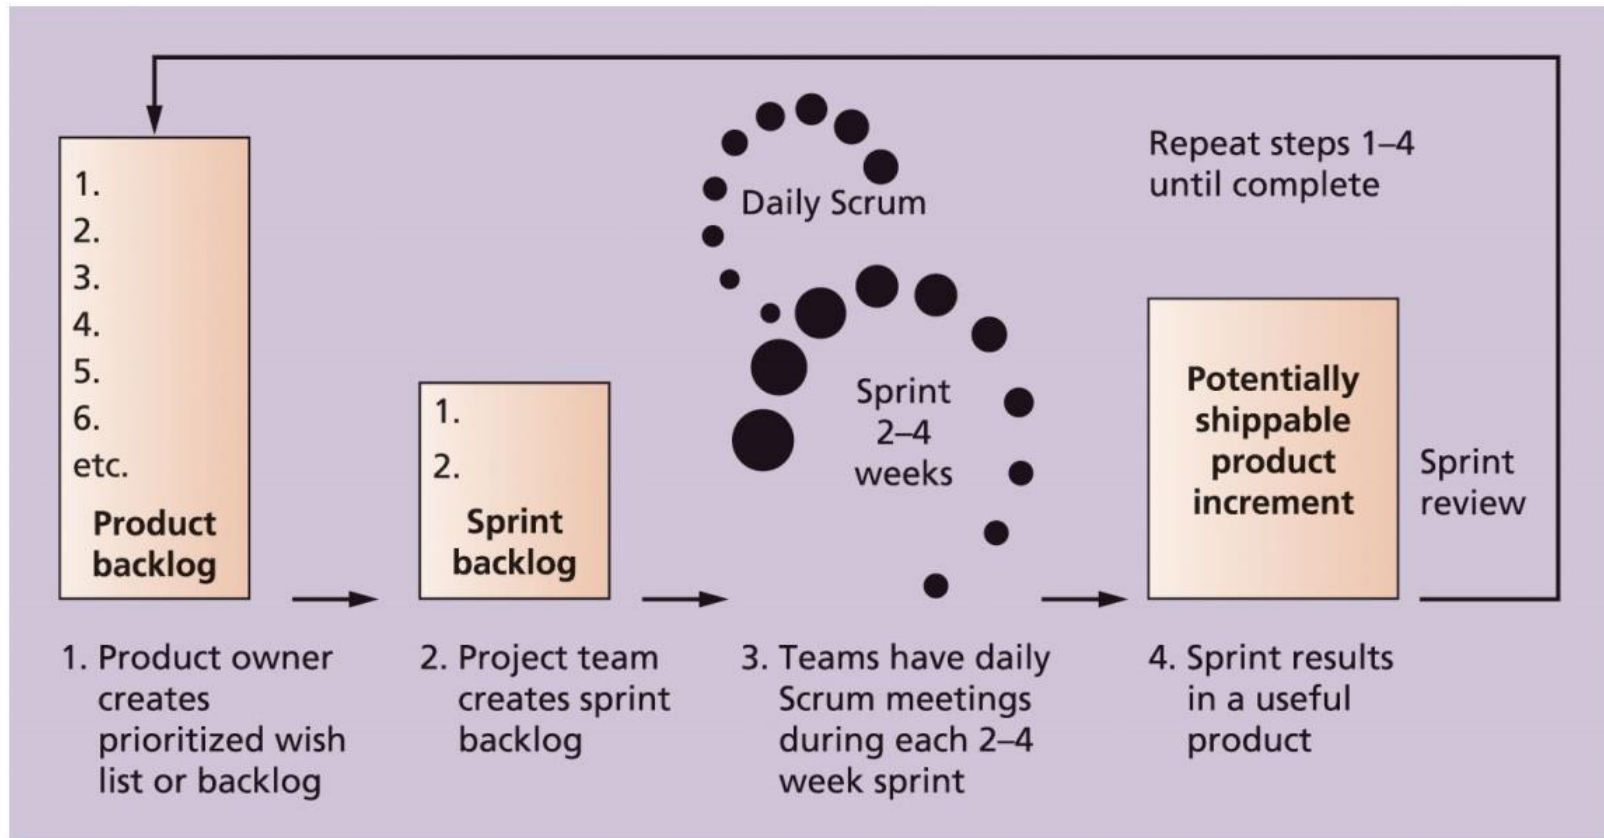 1.
2.
3.
4.
5.
6.
etc.
Product
backlog
1.
2.
Sprint
backlog
Daily Scrum
Sprint
2–4
weeks
Repeat steps 1–4
until complete
Potentially
shippable
product
increment
Sprint
review
1. Product owner
creates
prioritized wish
list or backlog
2. Project team
creates sprint
backlog
3. Teams have daily
Scrum meetings
during each 2–4
week sprint
4. Sprint results
in a useful
product